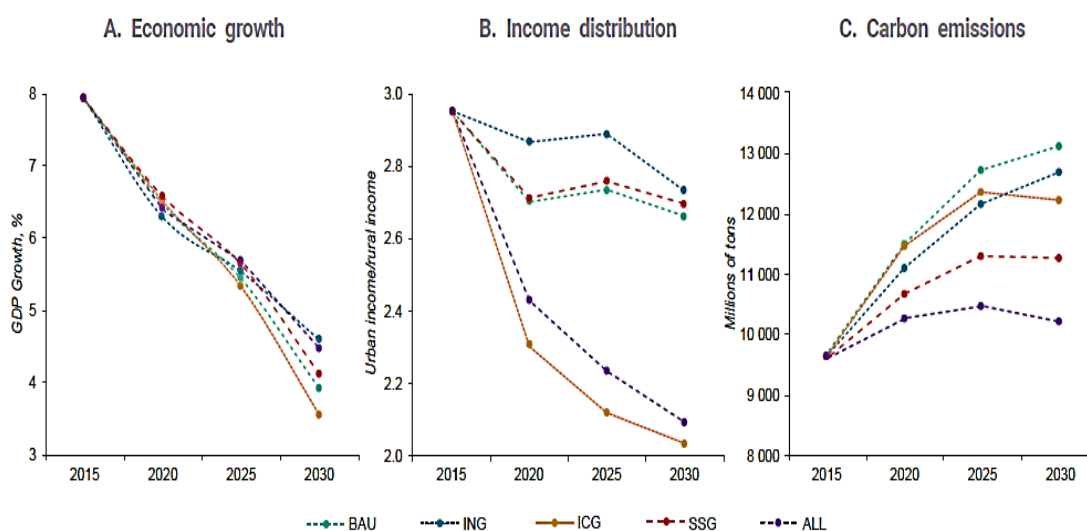 A. Economic growth
B. Income distribution
C. Carbon emissions
GDP Growth, %
8
7
6
5
4
3
2015 2020 2025 2030
Urban income/rural income
3.0
2.8
2.6
2.4
2.2
2.0
2015 2020 2025 2030
Millions of tons
14 000
13 000
12 000
11 000
10 000
9 000
8 000
2015 2020 2025 2030
BAU ING ICG SSG ALL